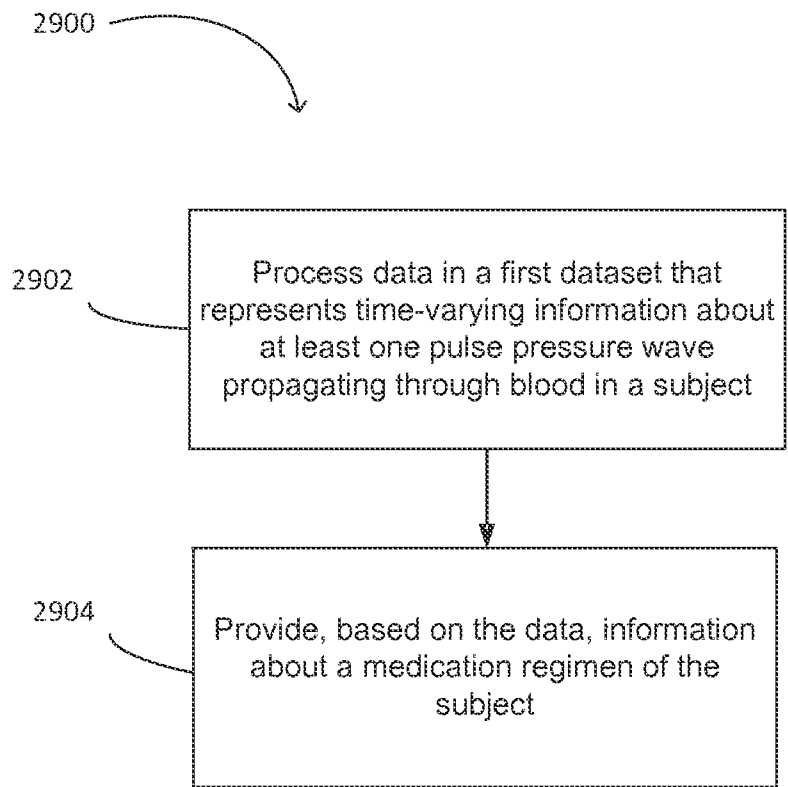 2900
2902
Process data in a first dataset that
represents time-varying information about
at least one pulse pressure wave
propagating through blood in a subject
2904
Provide, based on the data, information
about a medication regimen of the
subject